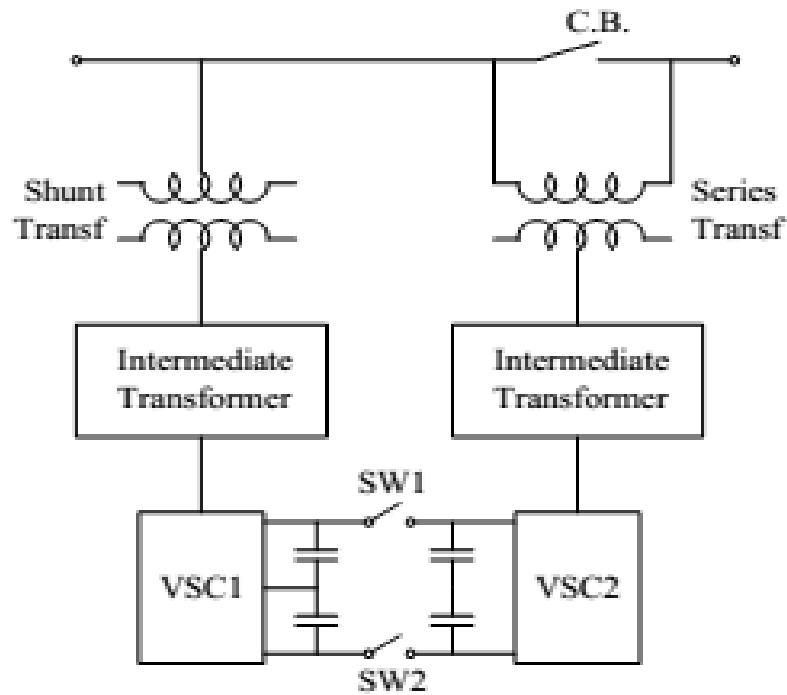 C.B.
Shunt
Transf
Series
Transf
Intermediate
Transformer
Intermediate
Transformer
SW1
VSC1
VSC2
SW2